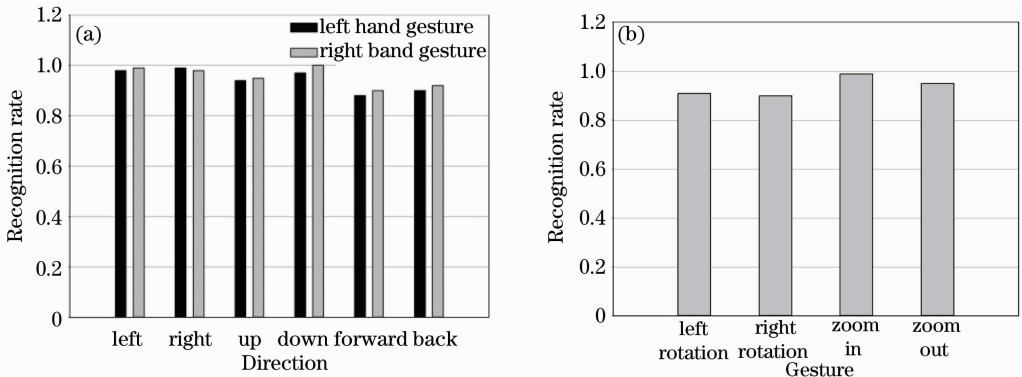 (a)
left hand gesture
right band gesture
1.2
1.0
0.8
0.6
0.4
0.2
0
Recognition rate
left right up down forward back
Direction
(b)
1.2
1.0
0.8
0.6
0.4
0.2
0
Recognition rate
left right zoom zoom
rotation rotation in out
Gesture